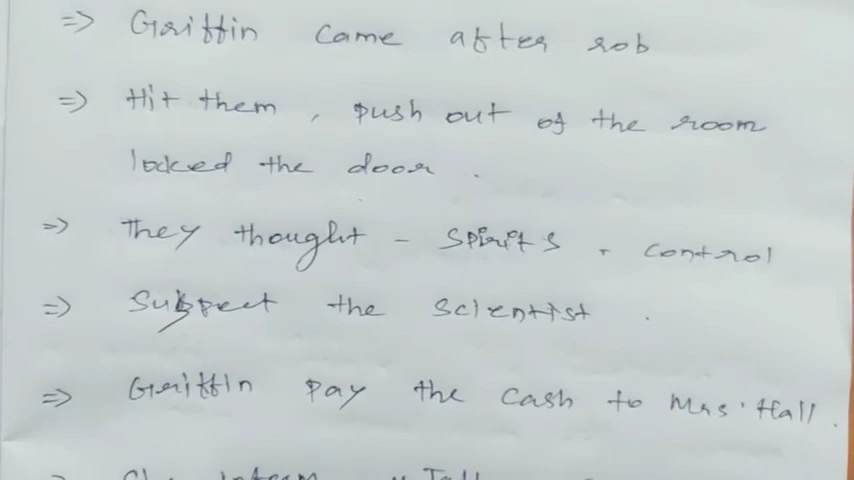 => Griffin came after rob
=> Hit them, push out of the room
locked the door.
=> They thought - Spirits. control
=> Suspect the scientist.
=> Griffin pay the cash to Mrs. Hall.